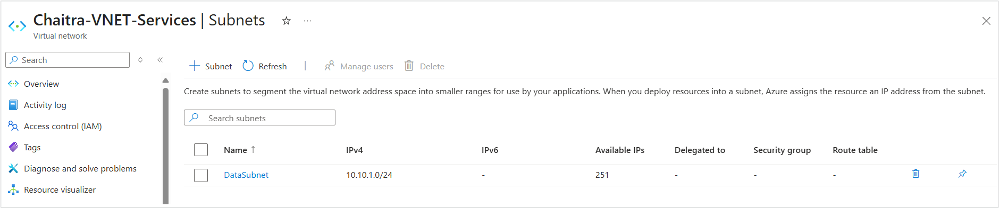 Chaitra-VNET-Services | Subnets
Virtual network
Search
Overview
Activity log
Access control (IAM)
Tags
Diagnose and solve problems
Resource visualizer
Subnet Refresh Manage users Delete
Create subnets to segment the virtual network address space into smaller ranges for use by your applications. When you deploy resources into a subnet, Azure assigns the resource an IP address from the subnet.
Search subnets
Name ↑ IPv4 IPv6 Available IPs Delegated to Security group Route table
DataSubnet 10.10.1.0/24 - 251 - - -